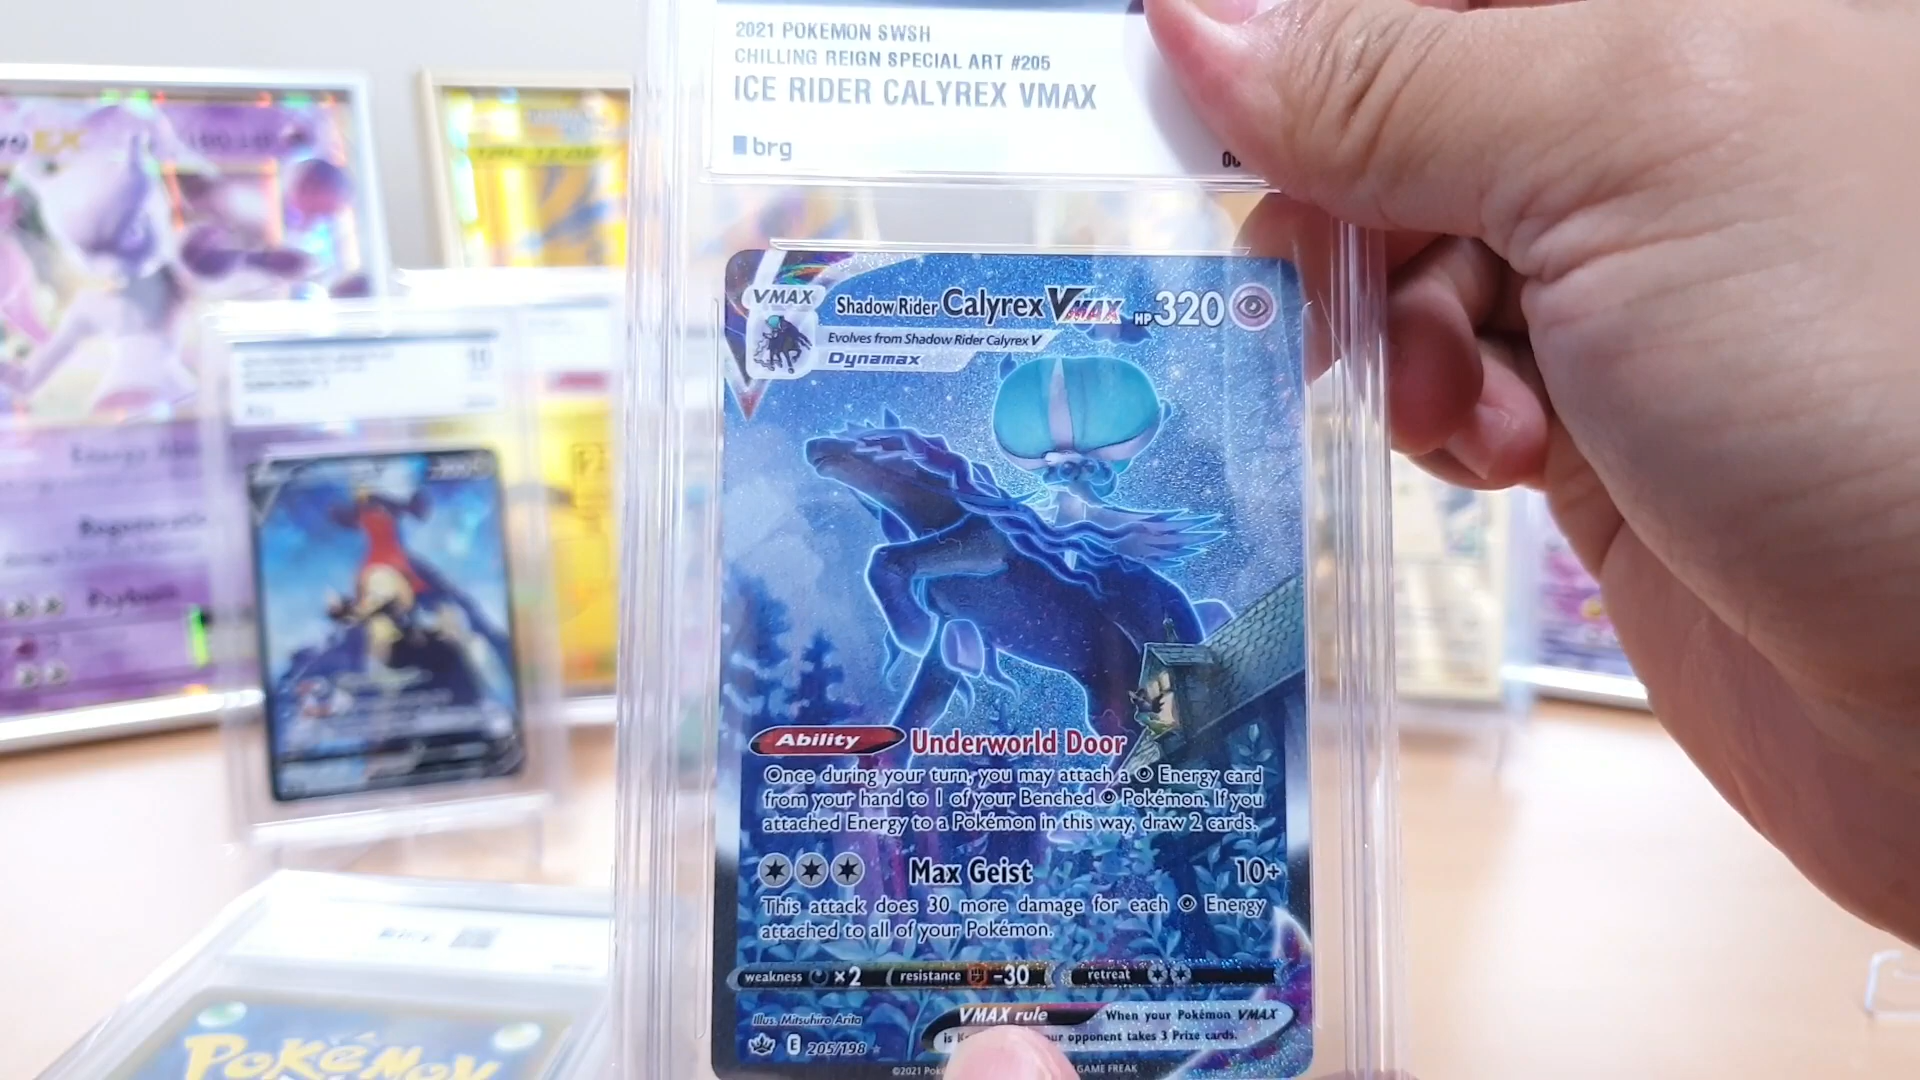 2021 POKEMON SWSH
CHILLING REIGN SPECIAL ART #205
ICE RIDER CALYREX VMAX
brg
VMAX
Shadow Rider Calyrex VMAX HP 320
Evolves from Shadow Rider Calyrex V
Dynamax
Ability Underworld Door
Once during your turn, you may attach a Energy card
from your hand to 1 of your Benched Pokémon. If you
attached Energy to a Pokémon in this way, draw 2 cards.
Max Geist 10+
This attack does 30 more damage for each Energy
attached to all of your Pokémon.
weakness ×2 resistance -30 retreat
Illus. Mitsuhiro Arita
VMAX rule When your Pokémon VMAX
is opponent takes 3 Prize cards.
E 205/198
©2021 GAME FREAK
EX
Regenerati
Psyburn
POKéMON